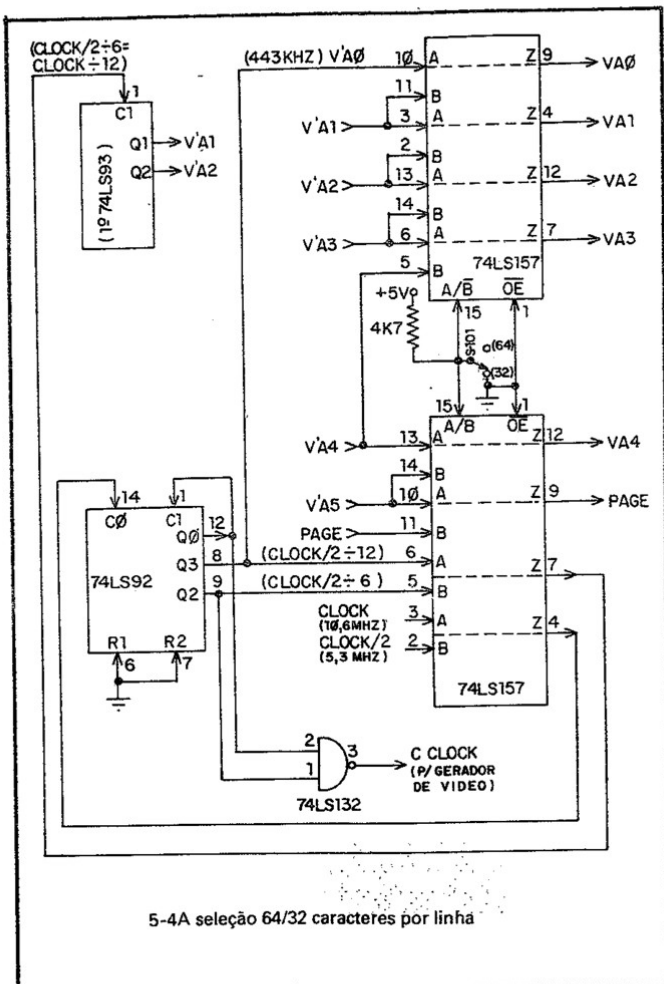 (CLOCK/2÷6=
CLOCK÷12)
1
C1
Q1
V'A1
Q2
V'A2
(1º 74LS93)
(443KHZ) V'AØ
10
A
Z
9
VAØ
11
B
V'A1
3
A
Z
4
VA1
2
B
V'A2
13
A
Z
12
VA2
14
B
V'A3
6
A
Z
7
VA3
5
B
74LS157
A/B̅
O̅E̅
15
1
+5V
4K7
S101
(64)
(32)
15
1
A/B
O̅E̅
V'A4
13
A
Z
12
VA4
14
B
V'A5
10
A
Z
9
PAGE
PAGE
11
B
14
1
CØ
C1
QØ
12
Q3
8
(CLOCK/2÷12)
6
A
Z
7
74LS92
Q2
9
(CLOCK/2÷6)
5
B
CLOCK
(1Ø,6MHZ)
3
A
Z
4
CLOCK/2
(5,3 MHZ)
2
B
R1
R2
6
7
74LS157
2
1
3
C CLOCK
(P/GERADOR
DE VIDEO)
74LS132
5-4A seleção 64/32 caracteres por linha